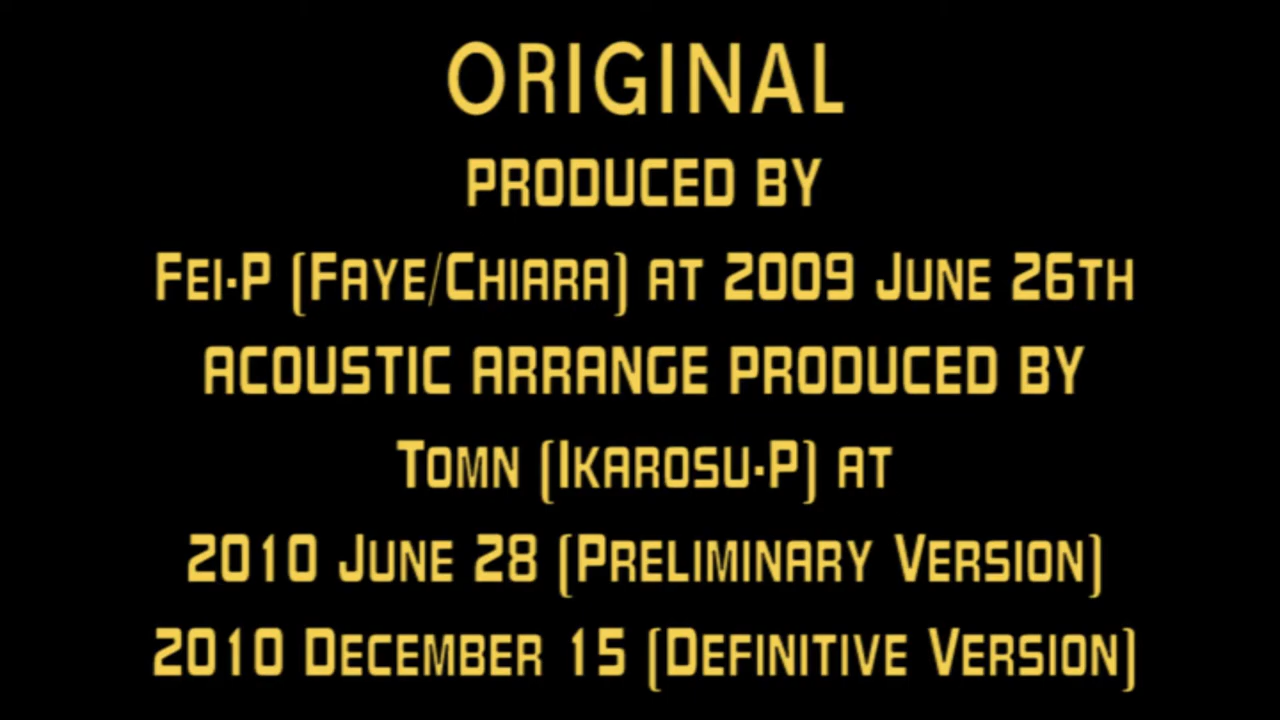 ORIGINAL
PRODUCED BY
FEI-P (FAYE/CHIARA) AT 2009 JUNE 26TH
ACOUSTIC ARRANGE PRODUCED BY
TOMN (IKAROSU-P) AT
2010 JUNE 28 (PRELIMINARY VERSION)
2010 DECEMBER 15 (DEFINITIVE VERSION)